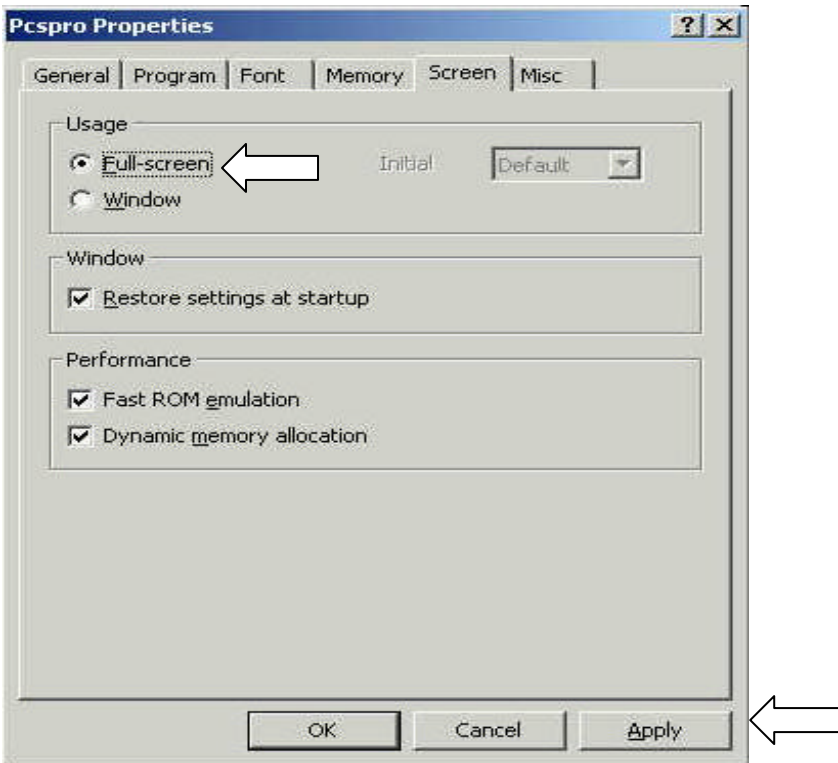 Pcspro Properties
General Program Font Memory Screen Misc
Usage
Full-screen Initial Default
Window
Window
Restore settings at startup
Performance
Fast ROM emulation
Dynamic memory allocation
OK Cancel Apply